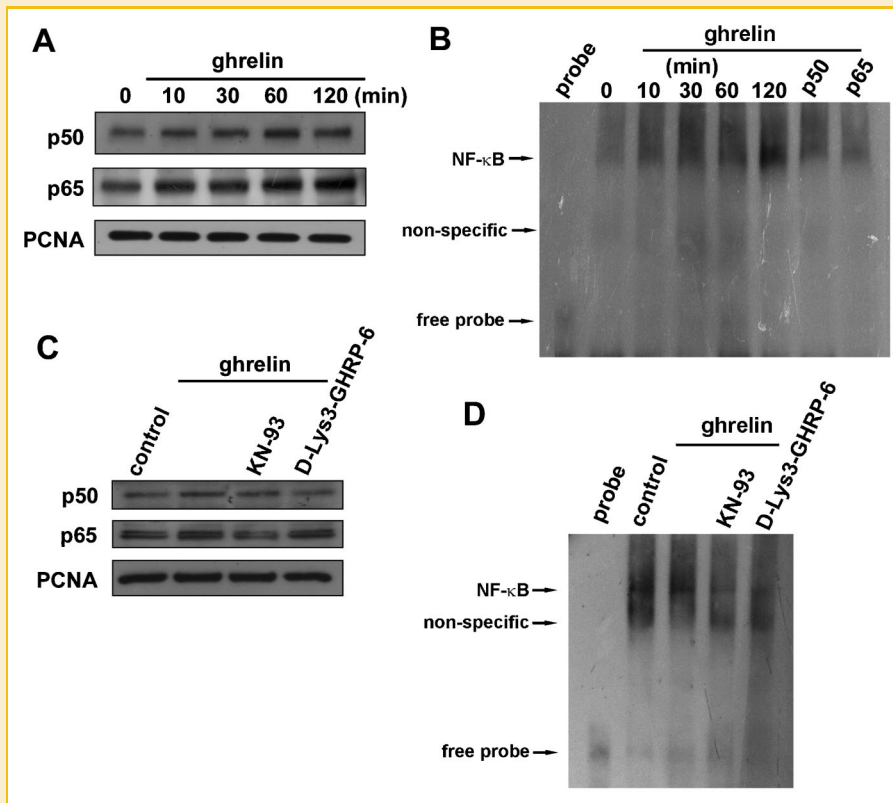 A
ghrelin
0 10 30 60 120 (min)
p50
p65
PCNA
B
ghrelin
(min)
probe 0 10 30 60 120 p50 p65
NF-κB
non-specific
free probe
C
ghrelin
control KN-93 D-Lys3-GHRP-6
p50
p65
PCNA
D
ghrelin
probe control KN-93 D-Lys3-GHRP-6
NF-κB
non-specific
free probe